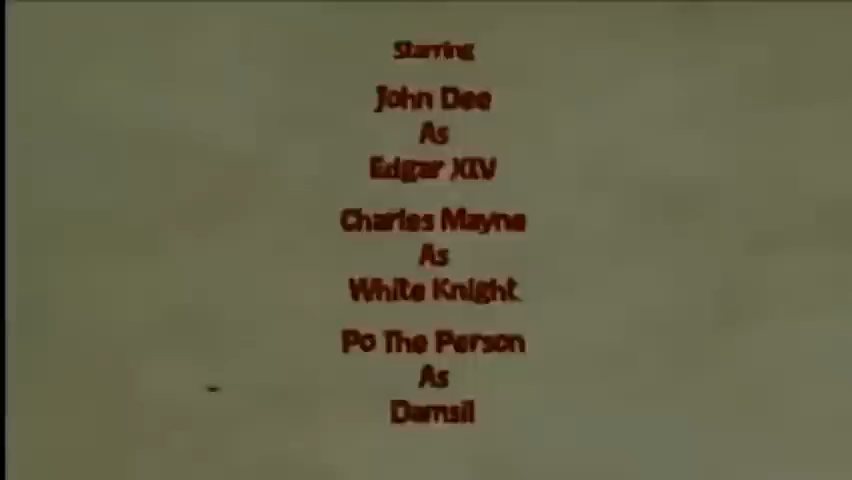 Starring
John Dee
As
Edgar XIV
Charles Mayne
As
White Knight
Po The Person
As
Damsil